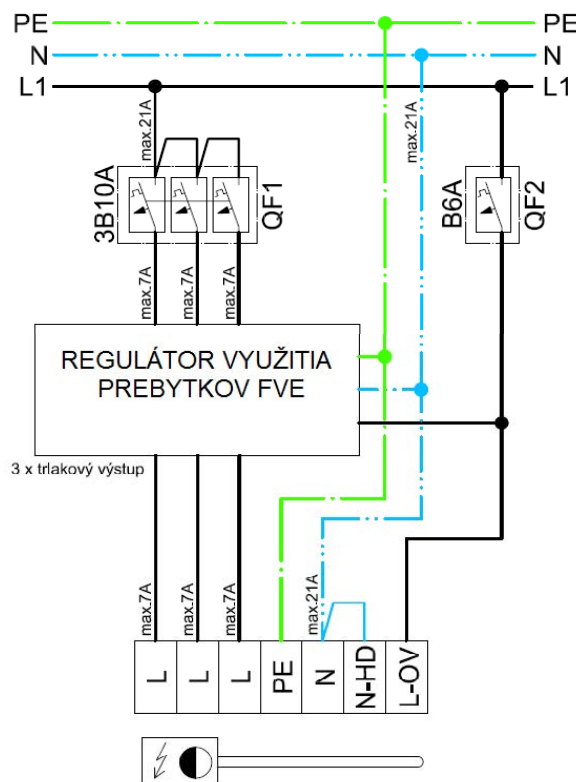 PE
PE
N
N
L1
L1
max.21A
max.21A
3B10A
QF1
B6A
QF2
max.7A
max.7A
max.7A
REGULÁTOR VYUŽITIA
PREBYTKOV FVE
3 x trIakový výstup
max.7A
max.7A
max.7A
max.21A
L
L
L
PE
N
N-HD
L-OV